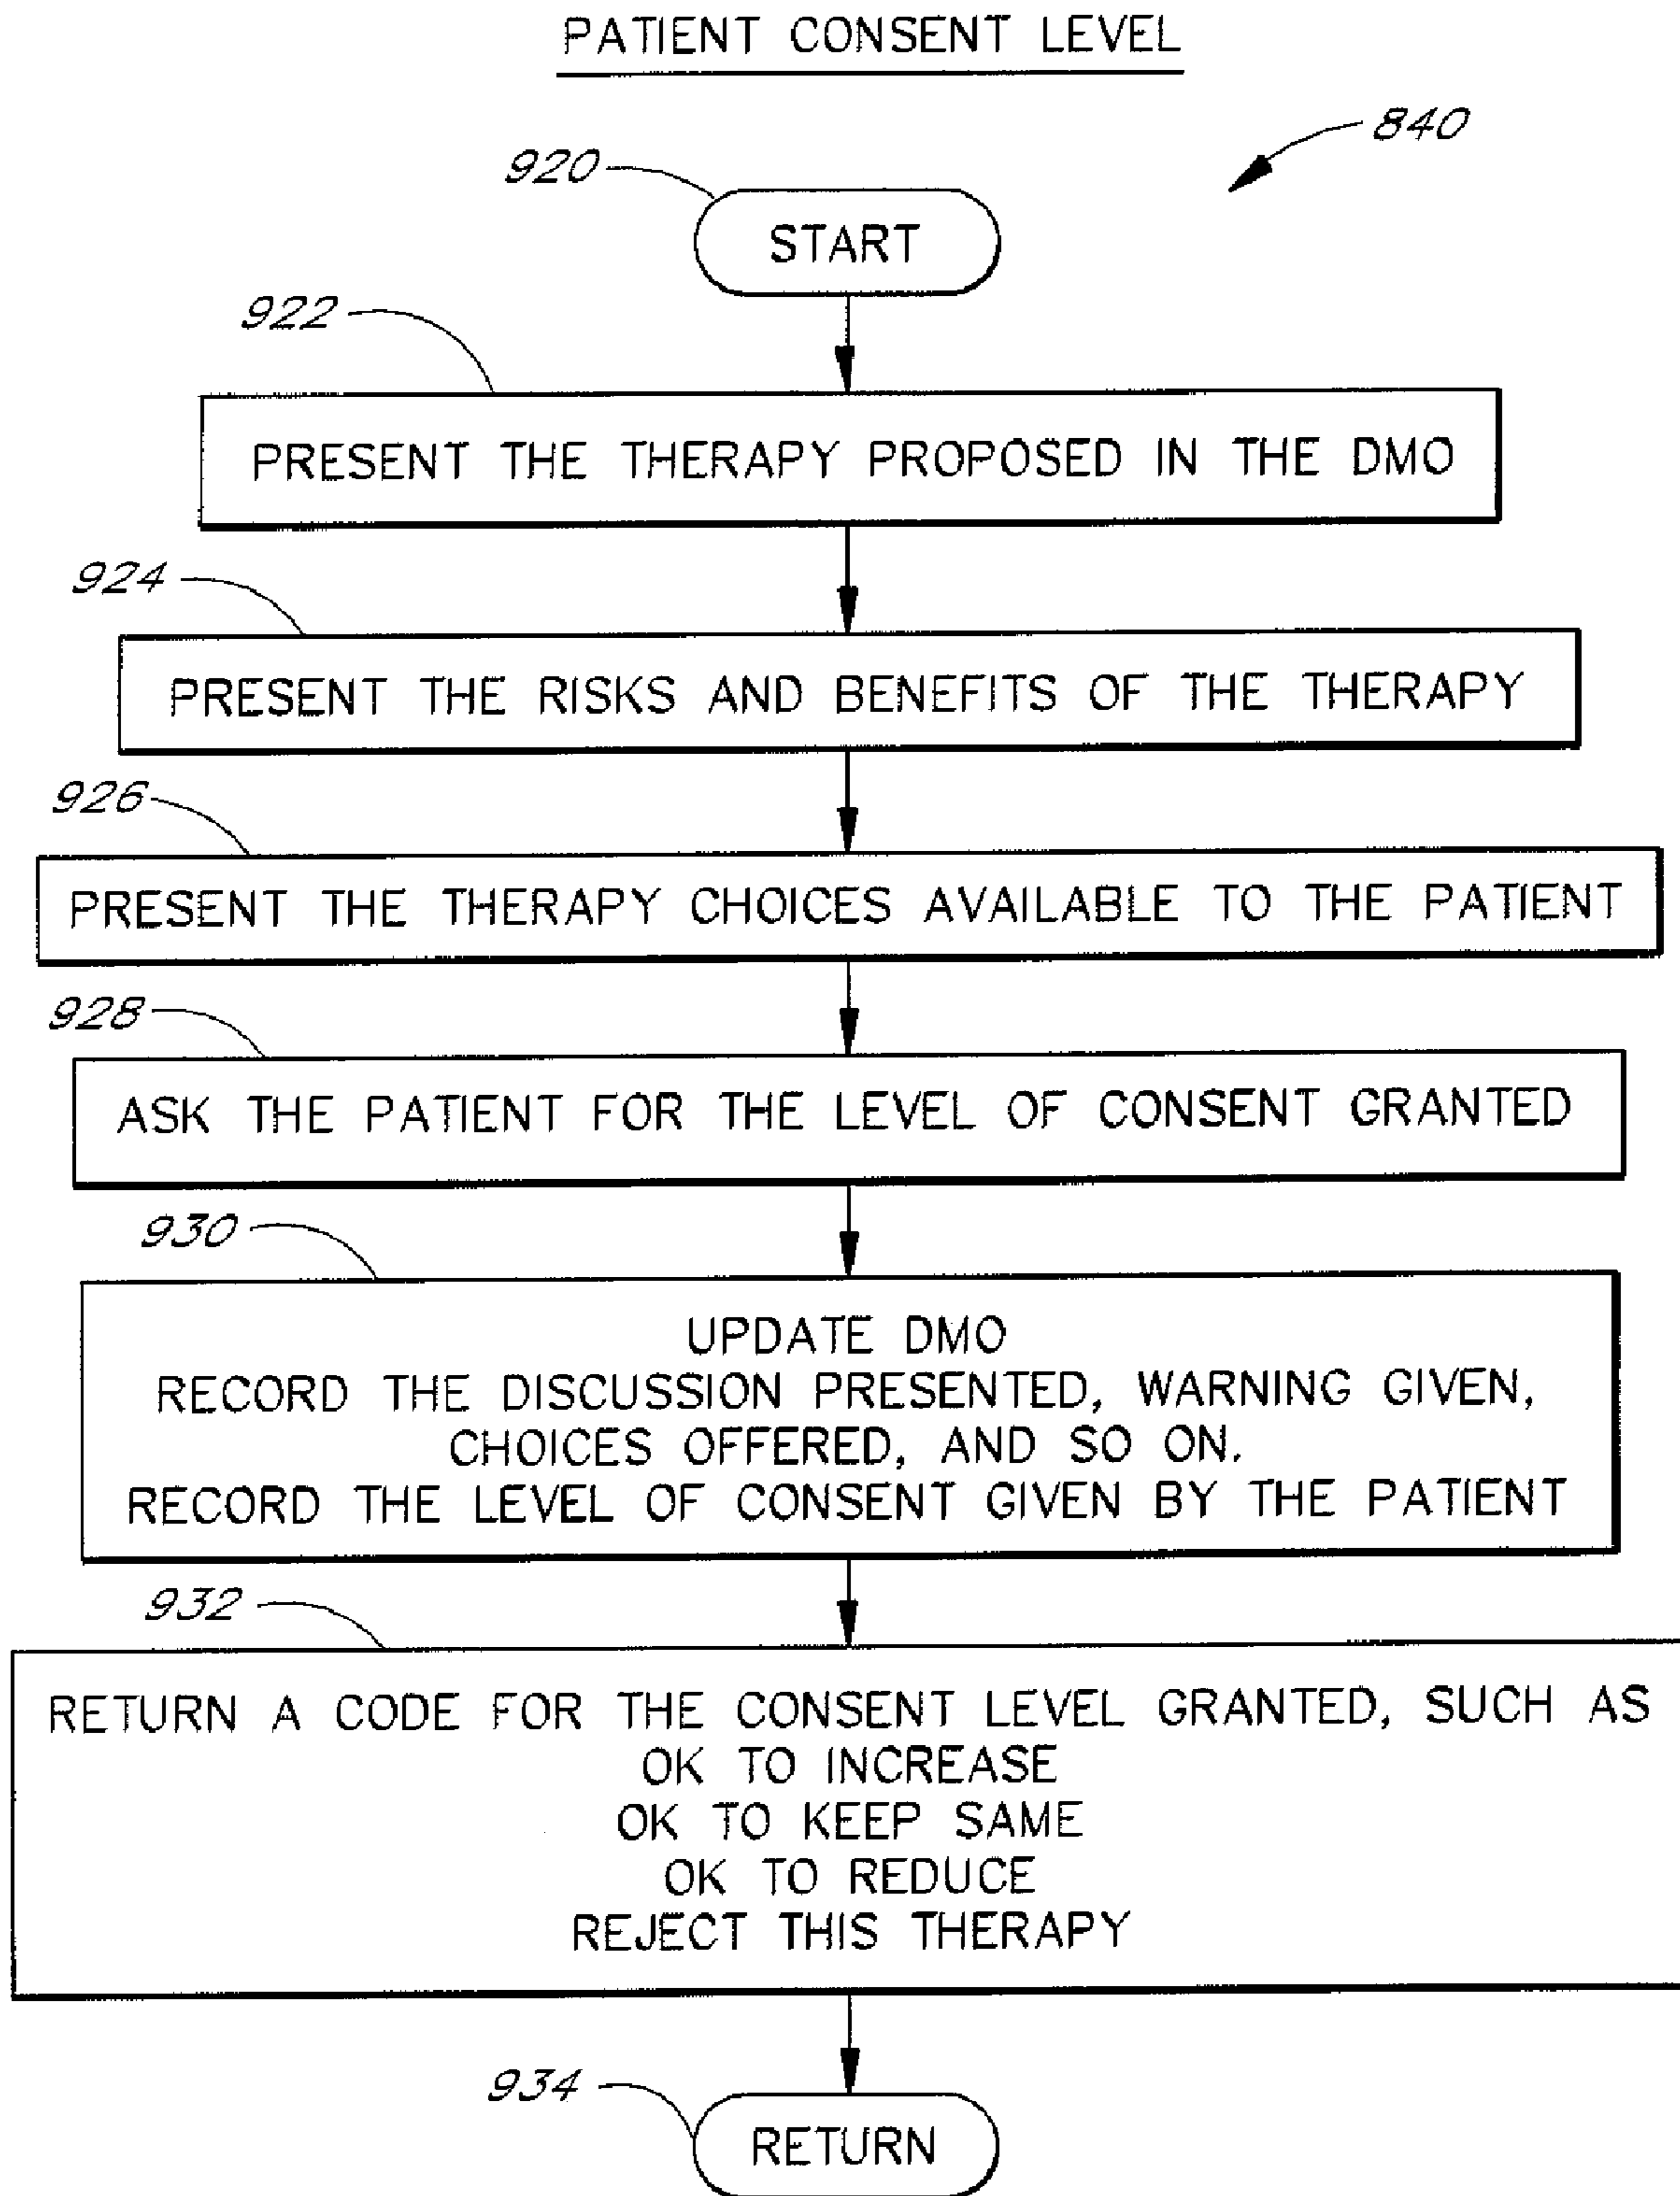 PATIENT CONSENT LEVEL
840
920
START
922
PRESENT THE THERAPY PROPOSED IN THE DMO
924
PRESENT THE RISKS AND BENEFITS OF THE THERAPY
926
PRESENT THE THERAPY CHOICES AVAILABLE TO THE PATIENT
928
ASK THE PATIENT FOR THE LEVEL OF CONSENT GRANTED
930
UPDATE DMO
RECORD THE DISCUSSION PRESENTED, WARNING GIVEN,
CHOICES OFFERED, AND SO ON.
RECORD THE LEVEL OF CONSENT GIVEN BY THE PATIENT
932
RETURN A CODE FOR THE CONSENT LEVEL GRANTED, SUCH AS
OK TO INCREASE
OK TO KEEP SAME
OK TO REDUCE
REJECT THIS THERAPY
934
RETURN